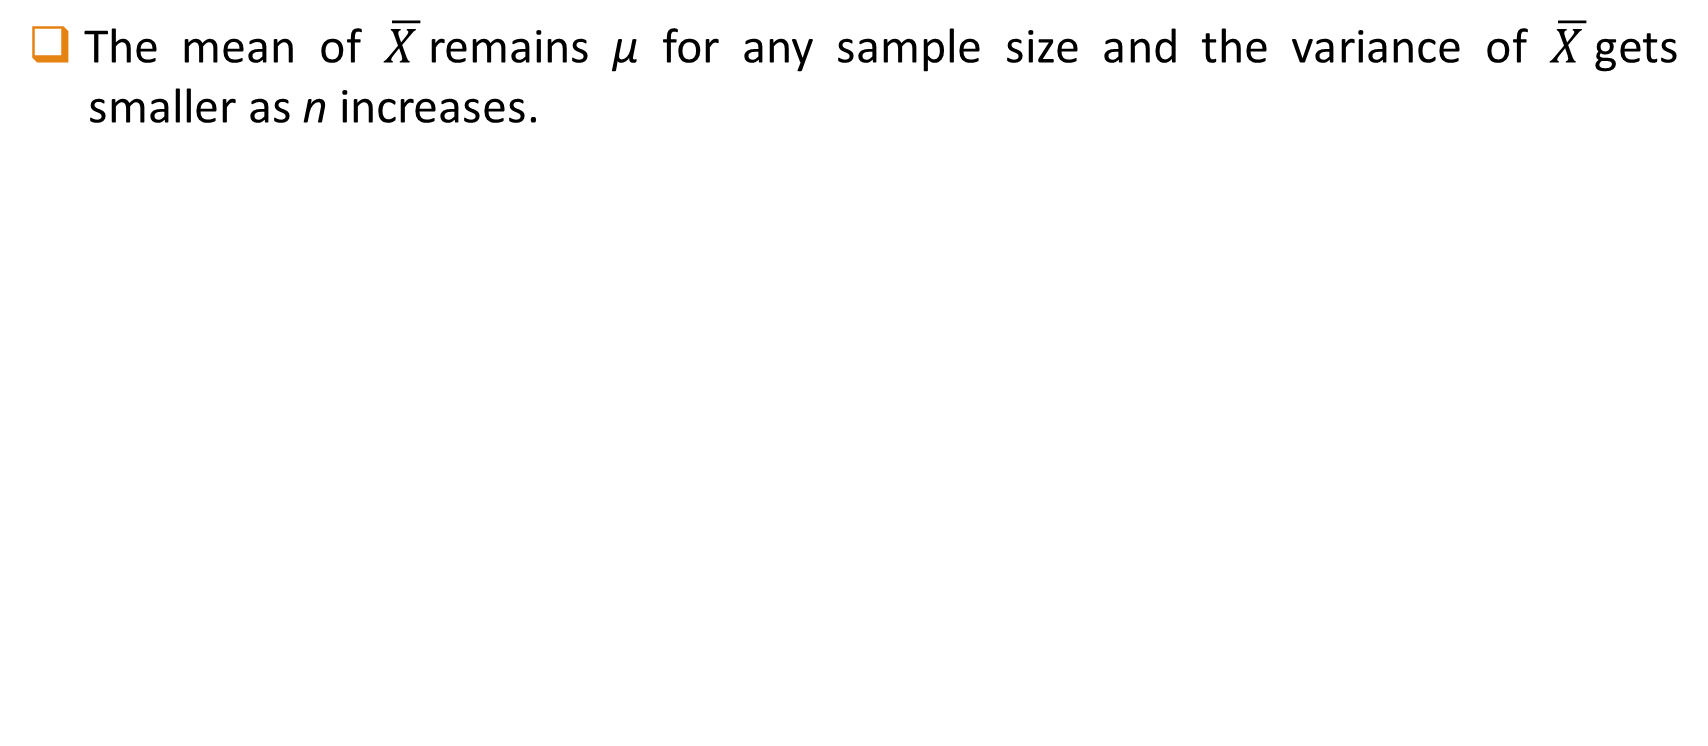 ❑ The mean of X̅ remains μ for any sample size and the variance of X̅ gets
smaller as n increases.